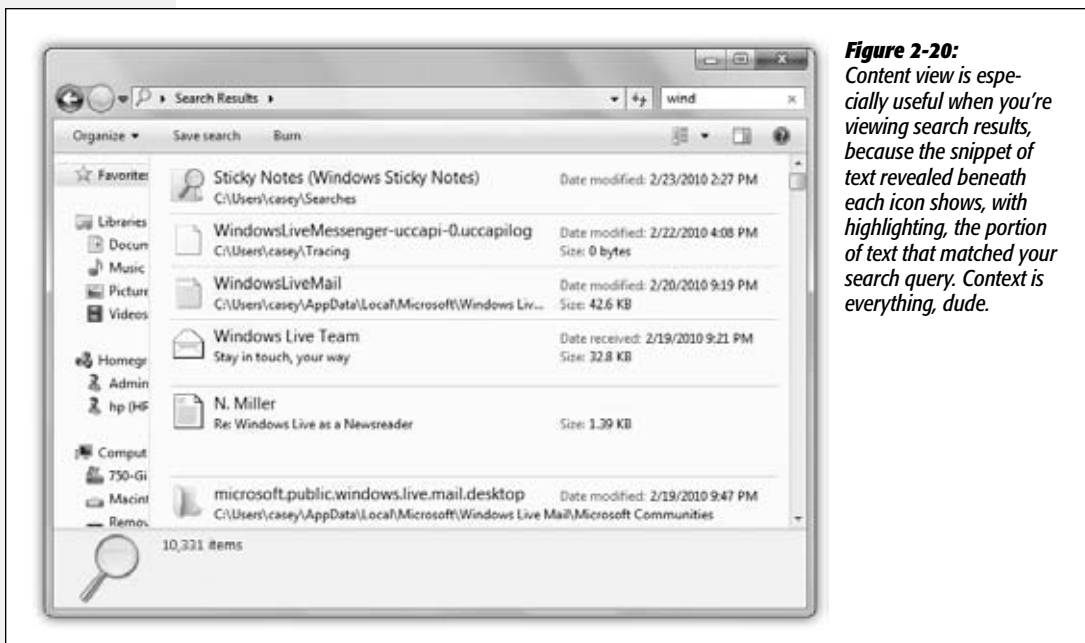 Search Results
wind
Organize
Save search
Burn
Favorites
Libraries
Docum
Music
Picture
Videos
Homegr
Admin
hp (HP
Comput
750-Gi
Macint
Remov
Sticky Notes (Windows Sticky Notes)
C:\Users\casey\Searches
Date modified: 2/23/2010 2:27 PM
WindowsLiveMessenger-uccapi-0.uccapilog
C:\Users\casey\Tracing
Date modified: 2/22/2010 4:08 PM
Size: 0 bytes
WindowsLiveMail
C:\Users\casey\AppData\Local\Microsoft\Windows Liv...
Date modified: 2/20/2010 9:19 PM
Size: 42.6 KB
Windows Live Team
Stay in touch, your way
Date received: 2/19/2010 9:21 PM
Size: 32.8 KB
N. Miller
Re: Windows Live as a Newsreader
Size: 1.39 KB
microsoft.public.windows.live.mail.desktop
C:\Users\casey\AppData\Local\Microsoft\Windows Live Mail\Microsoft Communities
Date modified: 2/19/2010 9:47 PM
10,331 items
Figure 2-20:
Content view is espe-
cially useful when you're
viewing search results,
because the snippet of
text revealed beneath
each icon shows, with
highlighting, the portion
of text that matched your
search query. Context is
everything, dude.